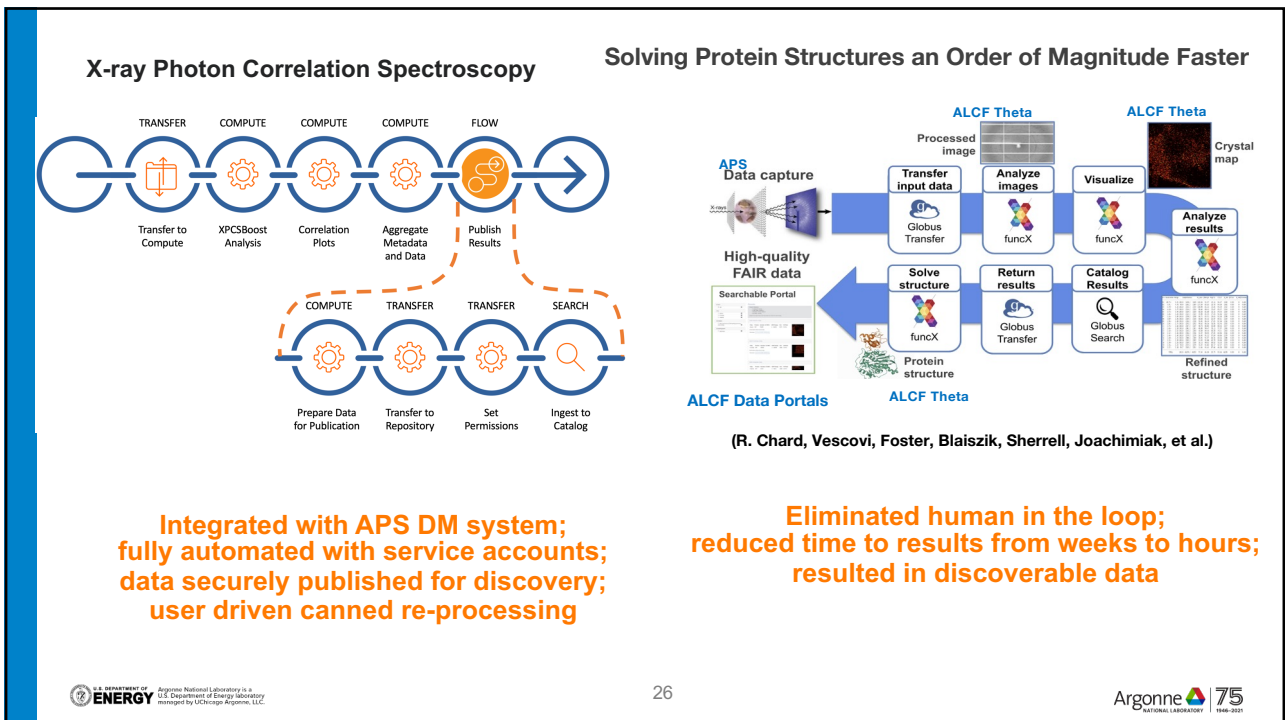 X-ray Photon Correlation Spectroscopy
TRANSFER
COMPUTE
COMPUTE
COMPUTE
FLOW
Transfer to
Compute
XPCSBoost
Analysis
Correlation
Plots
Aggregate
Metadata
and Data
Publish
Results
COMPUTE
TRANSFER
TRANSFER
SEARCH
Prepare Data
for Publication
Transfer to
Repository
Set
Permissions
Ingest to
Catalog
Integrated with APS DM system;
fully automated with service accounts;
data securely published for discovery;
user driven canned re-processing
Solving Protein Structures an Order of Magnitude Faster
ALCF Theta
Processed
image
ALCF Theta
Crystal
map
APS
Data capture
X-rays
Transfer
input data
Globus
Transfer
Analyze
images
funcX
Visualize
funcX
Analyze
results
funcX
High-quality
FAIR data
Searchable Portal
Solve
structure
funcX
Return
results
Globus
Transfer
Catalog
Results
Globus
Search
Protein
structure
Refined
structure
ALCF Data Portals
ALCF Theta
(R. Chard, Vescovi, Foster, Blaiszik, Sherrell, Joachimiak, et al.)
Eliminated human in the loop;
reduced time to results from weeks to hours;
resulted in discoverable data
U.S. DEPARTMENT OF
ENERGY
Argonne National Laboratory is a
U.S. Department of Energy laboratory
managed by UChicago Argonne, LLC.
26
Argonne
NATIONAL LABORATORY
75
1946–2021